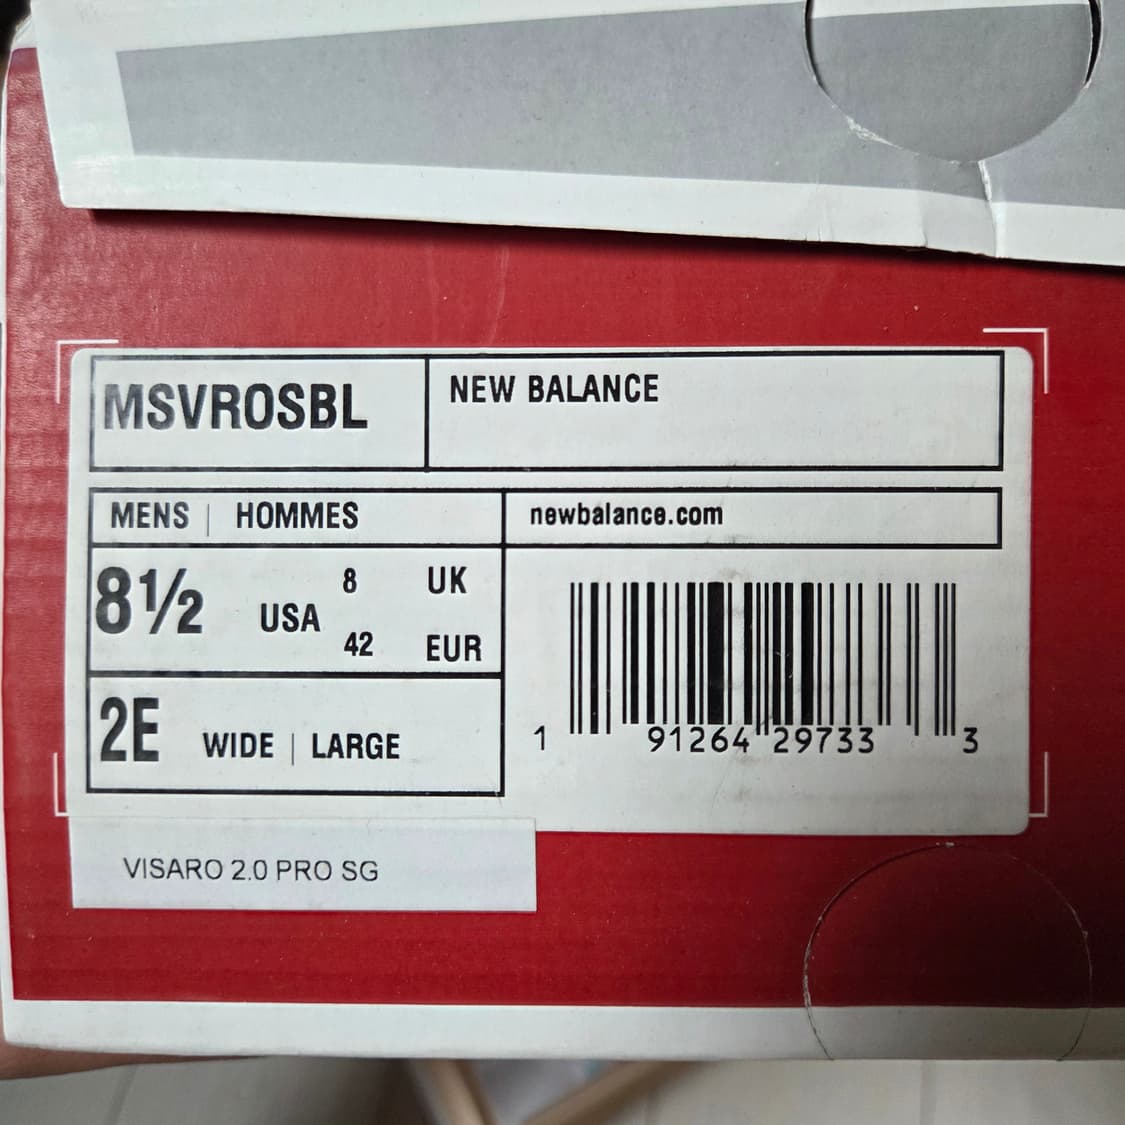 MSVROSBL
NEW BALANCE
MENS | HOMMES
newbalance.com
8½ USA 8 UK
42 EUR
2E WIDE | LARGE
1 91264 29733 3
VISARO 2.0 PRO SG